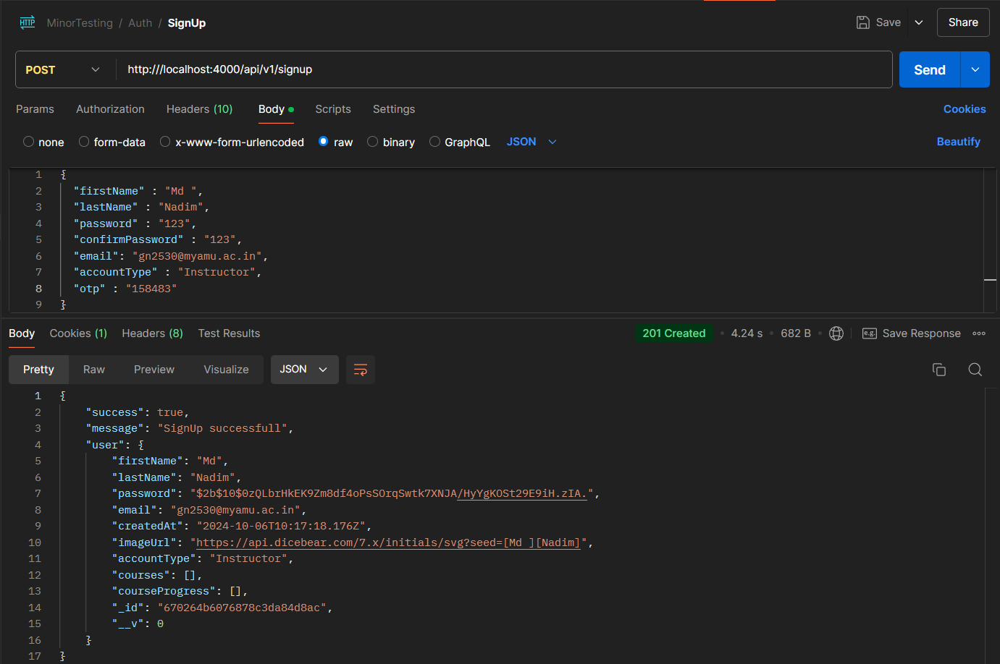 HTTP MinorTesting / Auth / SignUp Save Share
POST http:///localhost:4000/api/v1/signup Send
Params Authorization Headers (10) Body Scripts Settings Cookies
none form-data x-www-form-urlencoded raw binary GraphQL JSON Beautify
1 {
2 "firstName" : "Md ",
3 "lastName" : "Nadim",
4 "password" : "123",
5 "confirmPassword" : "123",
6 "email": "gn2530@myamu.ac.in",
7 "accountType" : "Instructor",
8 "otp" : "158483"
9 }
Body Cookies (1) Headers (8) Test Results 201 Created 4.24 s 682 B e.g. Save Response
Pretty Raw Preview Visualize JSON
1 {
2 "success": true,
3 "message": "SignUp successfull",
4 "user": {
5 "firstName": "Md",
6 "lastName": "Nadim",
7 "password": "$2b$10$0zQLbrHkEK9Zm8df4oPsSOrqSwtk7XNJA/HyYgKOSt29E9iH.zIA.",
8 "email": "gn2530@myamu.ac.in",
9 "createdAt": "2024-10-06T10:17:18.176Z",
10 "imageUrl": "https://api.dicebear.com/7.x/initials/svg?seed=[Md ][Nadim]",
11 "accountType": "Instructor",
12 "courses": [],
13 "courseProgress": [],
14 "_id": "670264b6076878c3da84d8ac",
15 "__v": 0
16 }
17 }